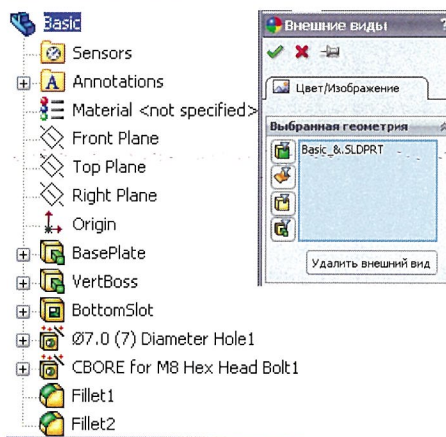 Basic
Sensors
Annotations
Material <not specified>
Front Plane
Top Plane
Right Plane
Origin
BasePlate
VertBoss
BottomSlot
Ø7.0 (7) Diameter Hole1
CBORE for M8 Hex Head Bolt1
Fillet1
Fillet2
Внешние виды ?
Цвет/Изображение
Выбранная геометрия
Basic_&.SLDPRT
Удалить внешний вид